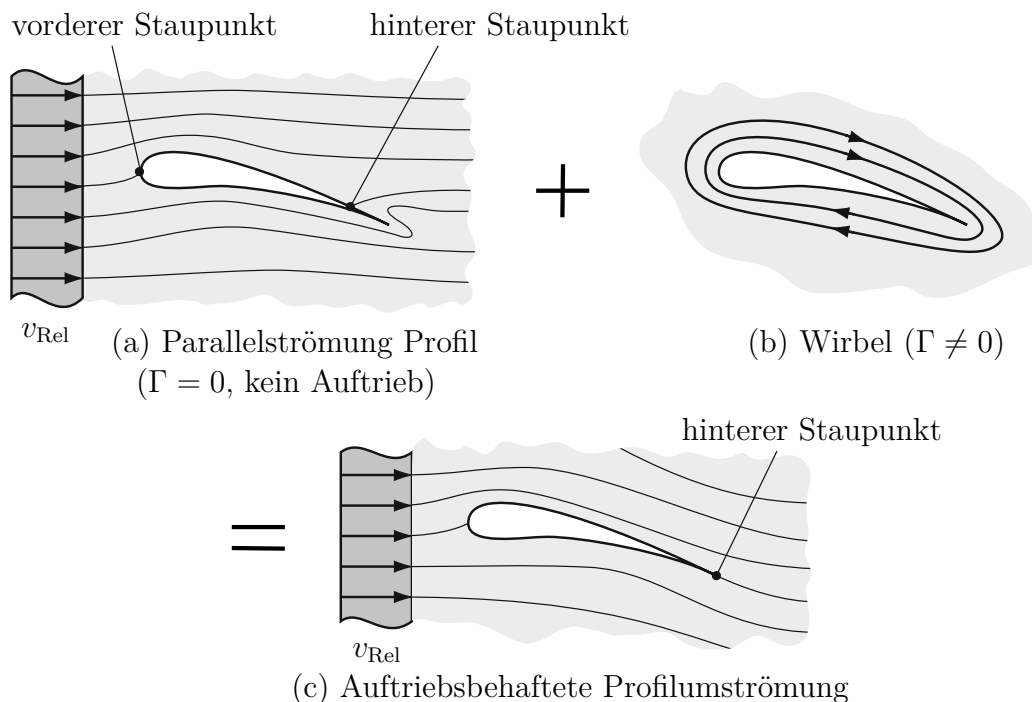 vorderer Staupunkt
hinterer Staupunkt
+
v_Rel
(a) Parallelströmung Profil
(Γ = 0, kein Auftrieb)
(b) Wirbel (Γ ≠ 0)
hinterer Staupunkt
=
v_Rel
(c) Auftriebsbehaftete Profilumströmung